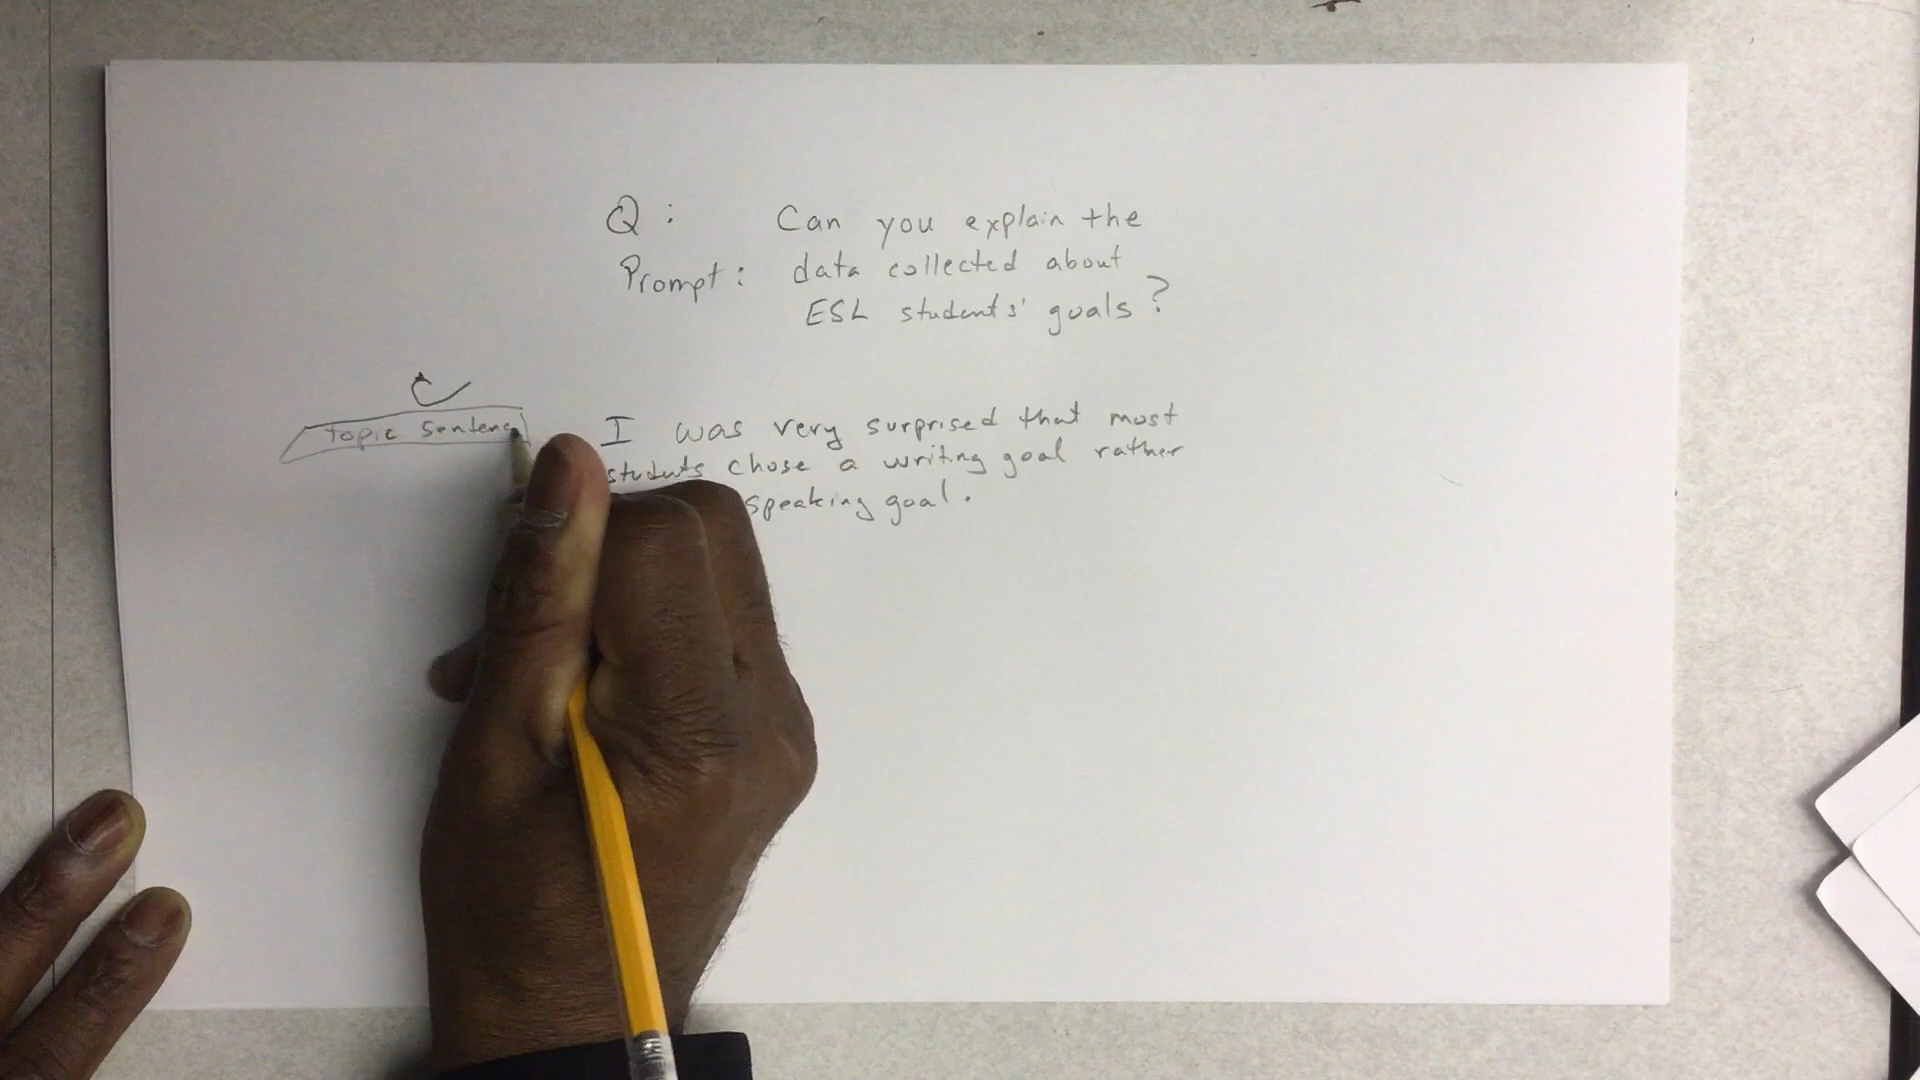 Q: Can you explain the
Prompt: data collected about
ESL students' goals?
C
topic sentence
I was very surprised that most
students chose a writing goal rather
speaking goal.